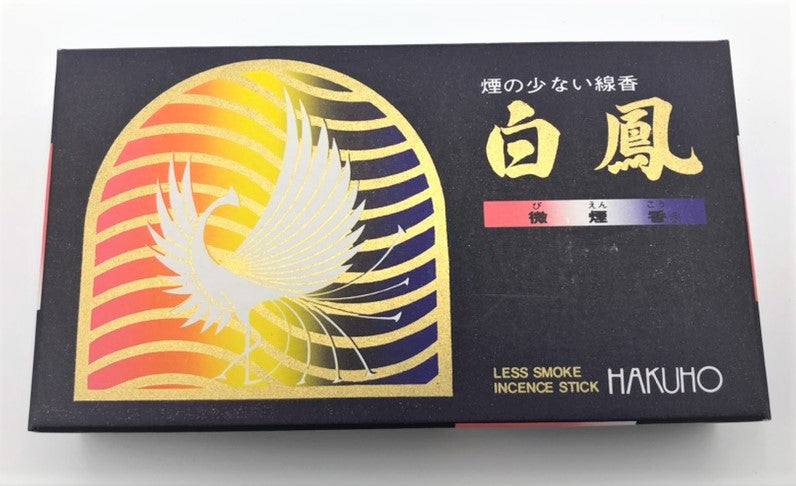 煙の少ない線香
白鳳
び えん こう
微煙香
LESS SMOKE
INCENCE STICK HAKUHO